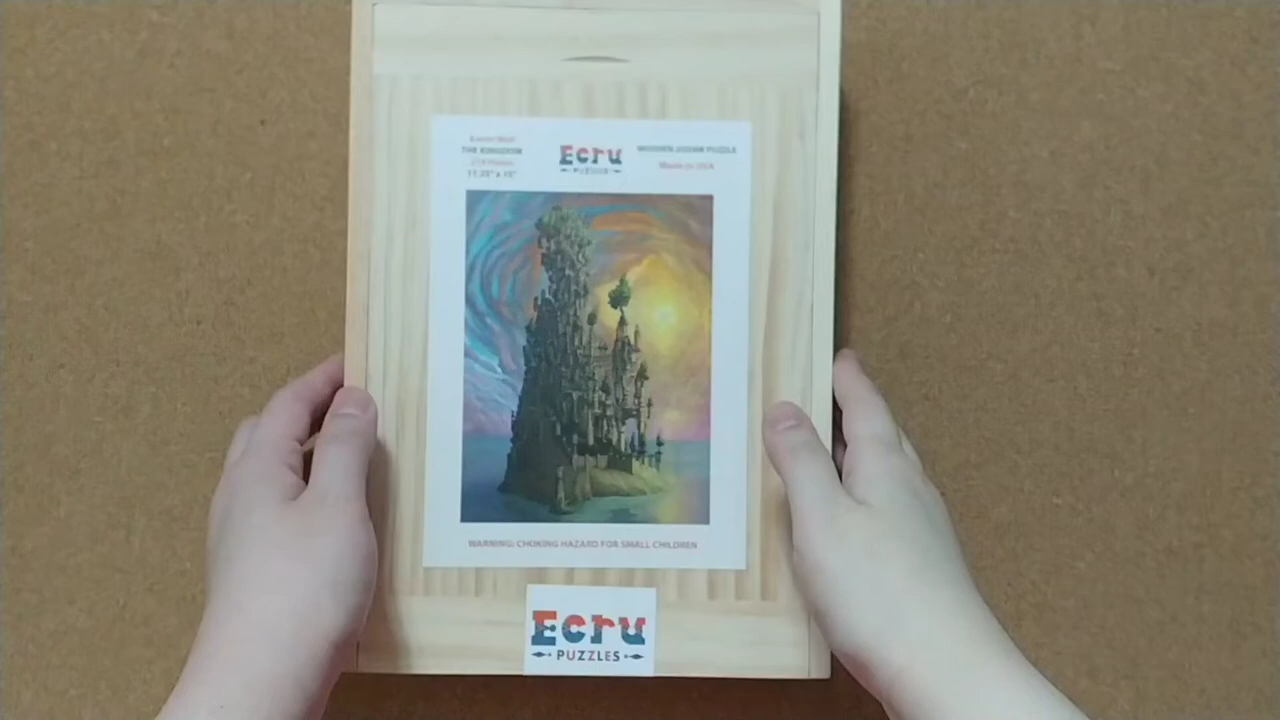 THE KINGDOM
11.25" x 15"
Ecru
PUZZLES
WOODEN JIGSAW PUZZLE
Made in USA
WARNING: CHOKING HAZARD FOR SMALL CHILDREN
Ecru
PUZZLES